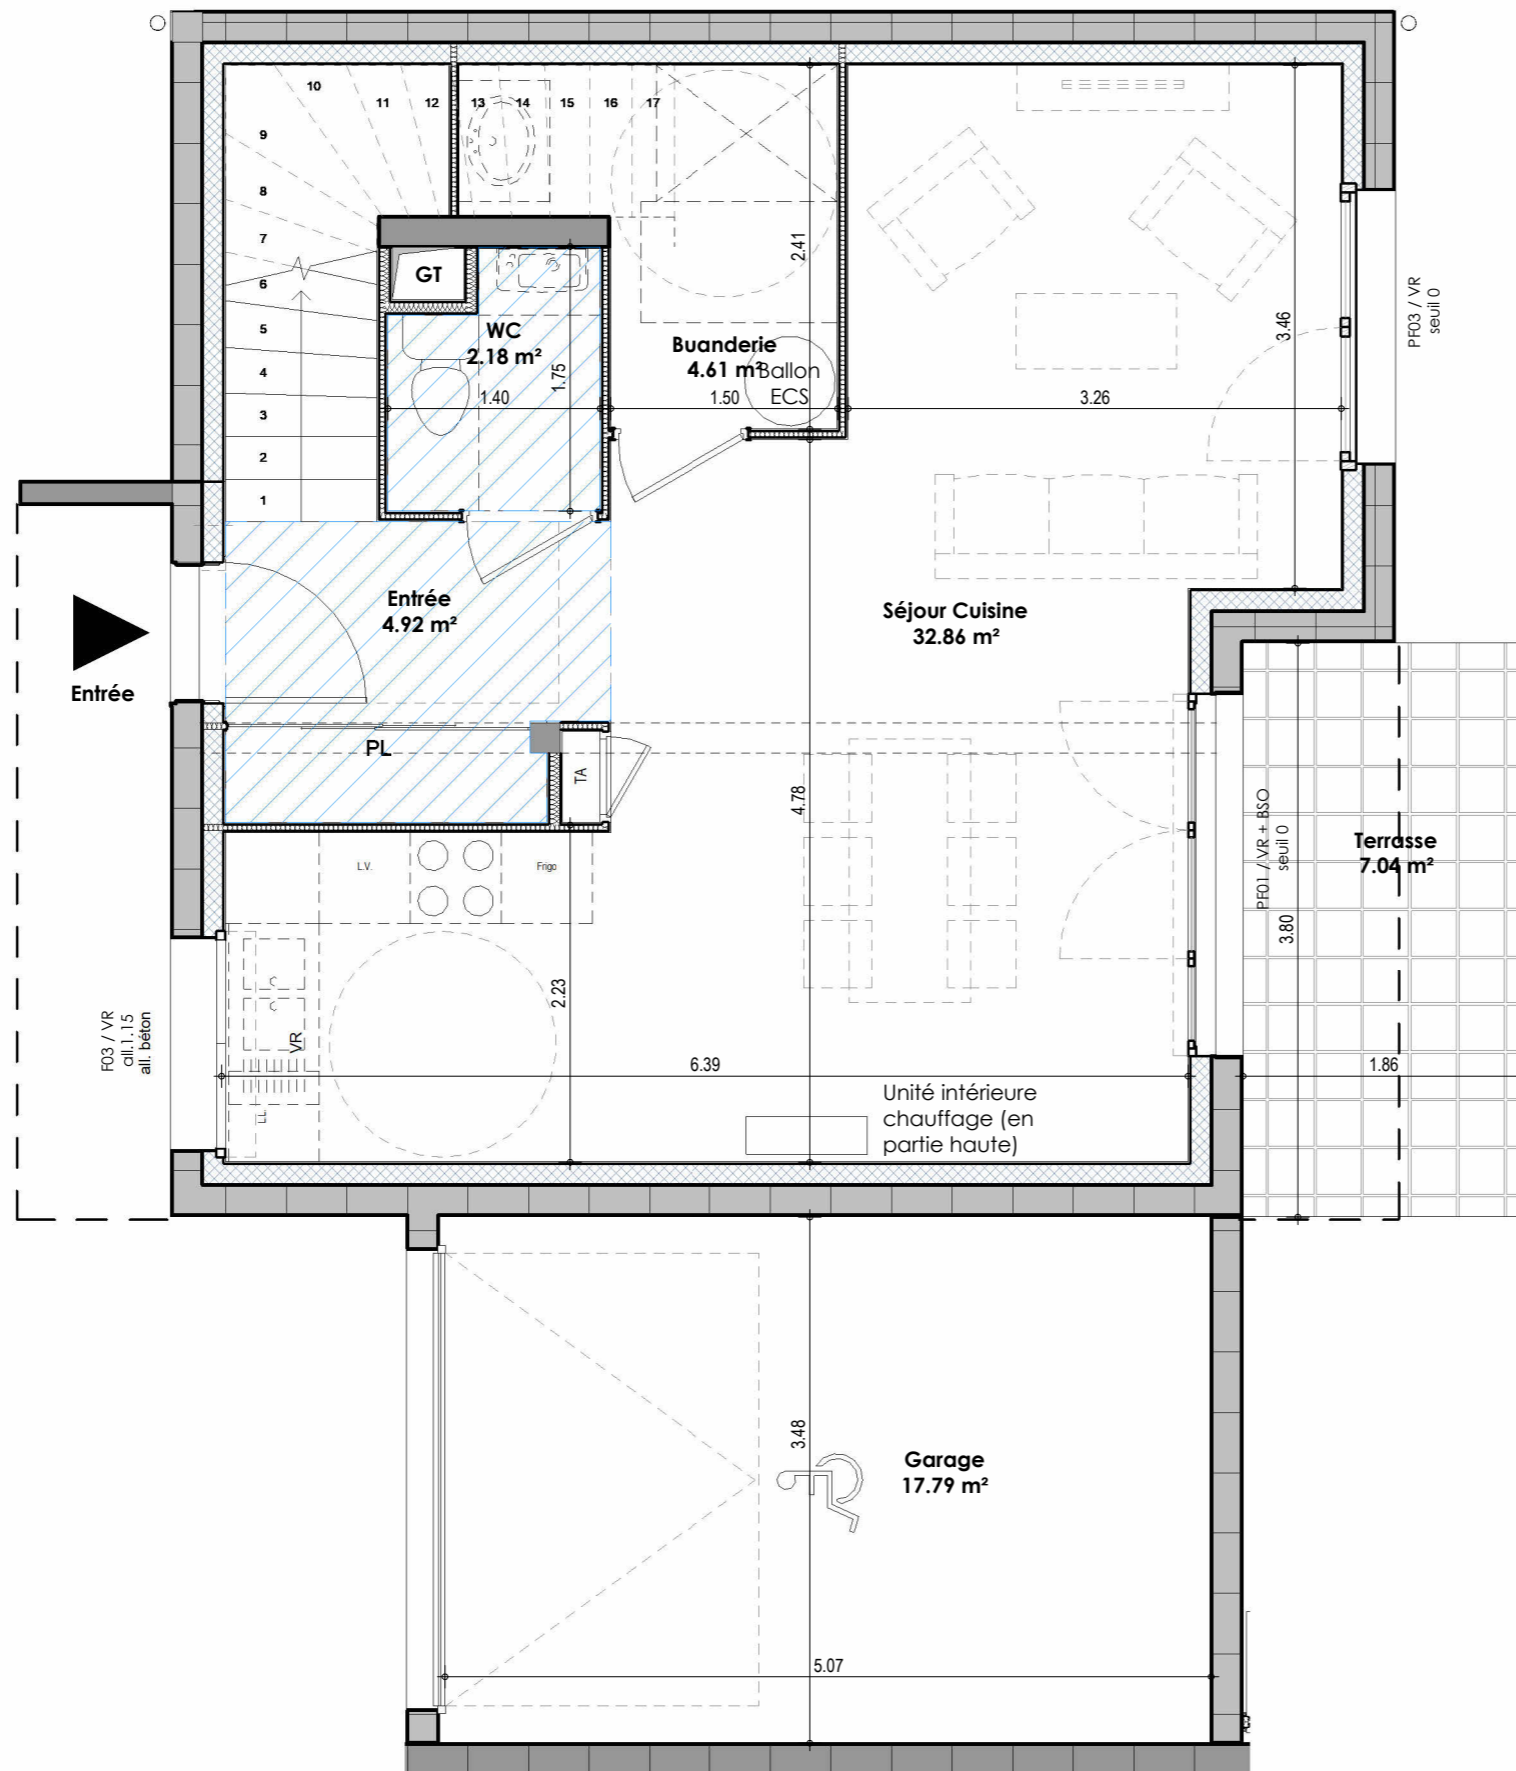 10
11
12
13
14
15
16
17
9
8
7
6
5
4
3
2
1
GT
WC
2.18 m²
1.75
1.40
2.41
Buanderie
4.61 m²
Ballon
ECS
1.50
3.26
3.46
PF03 / VR
seuil 0
Entrée
4.92 m²
Séjour Cuisine
32.86 m²
Entrée
PL
TA
4.78
L.V.
Frigo
PF01 / VR + BSO
seuil 0
3.80
Terrasse
7.04 m²
F03 / VR
all.1.15
all. béton
VR
LL
2.23
6.39
1.86
Unité intérieure
chauffage (en
partie haute)
3.48
Garage
17.79 m²
5.07